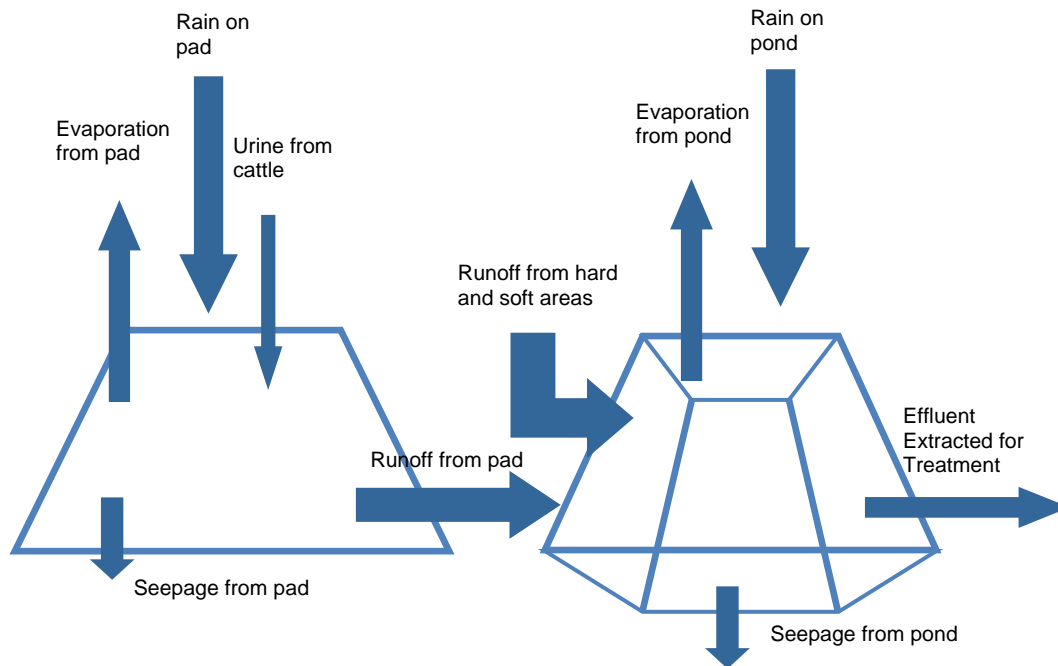 Rain on
pad
Rain on
pond
Evaporation
from pad
Urine from
cattle
Evaporation
from pond
Runoff from hard
and soft areas
Effluent
Extracted for
Treatment
Runoff from pad
Seepage from pad
Seepage from pond